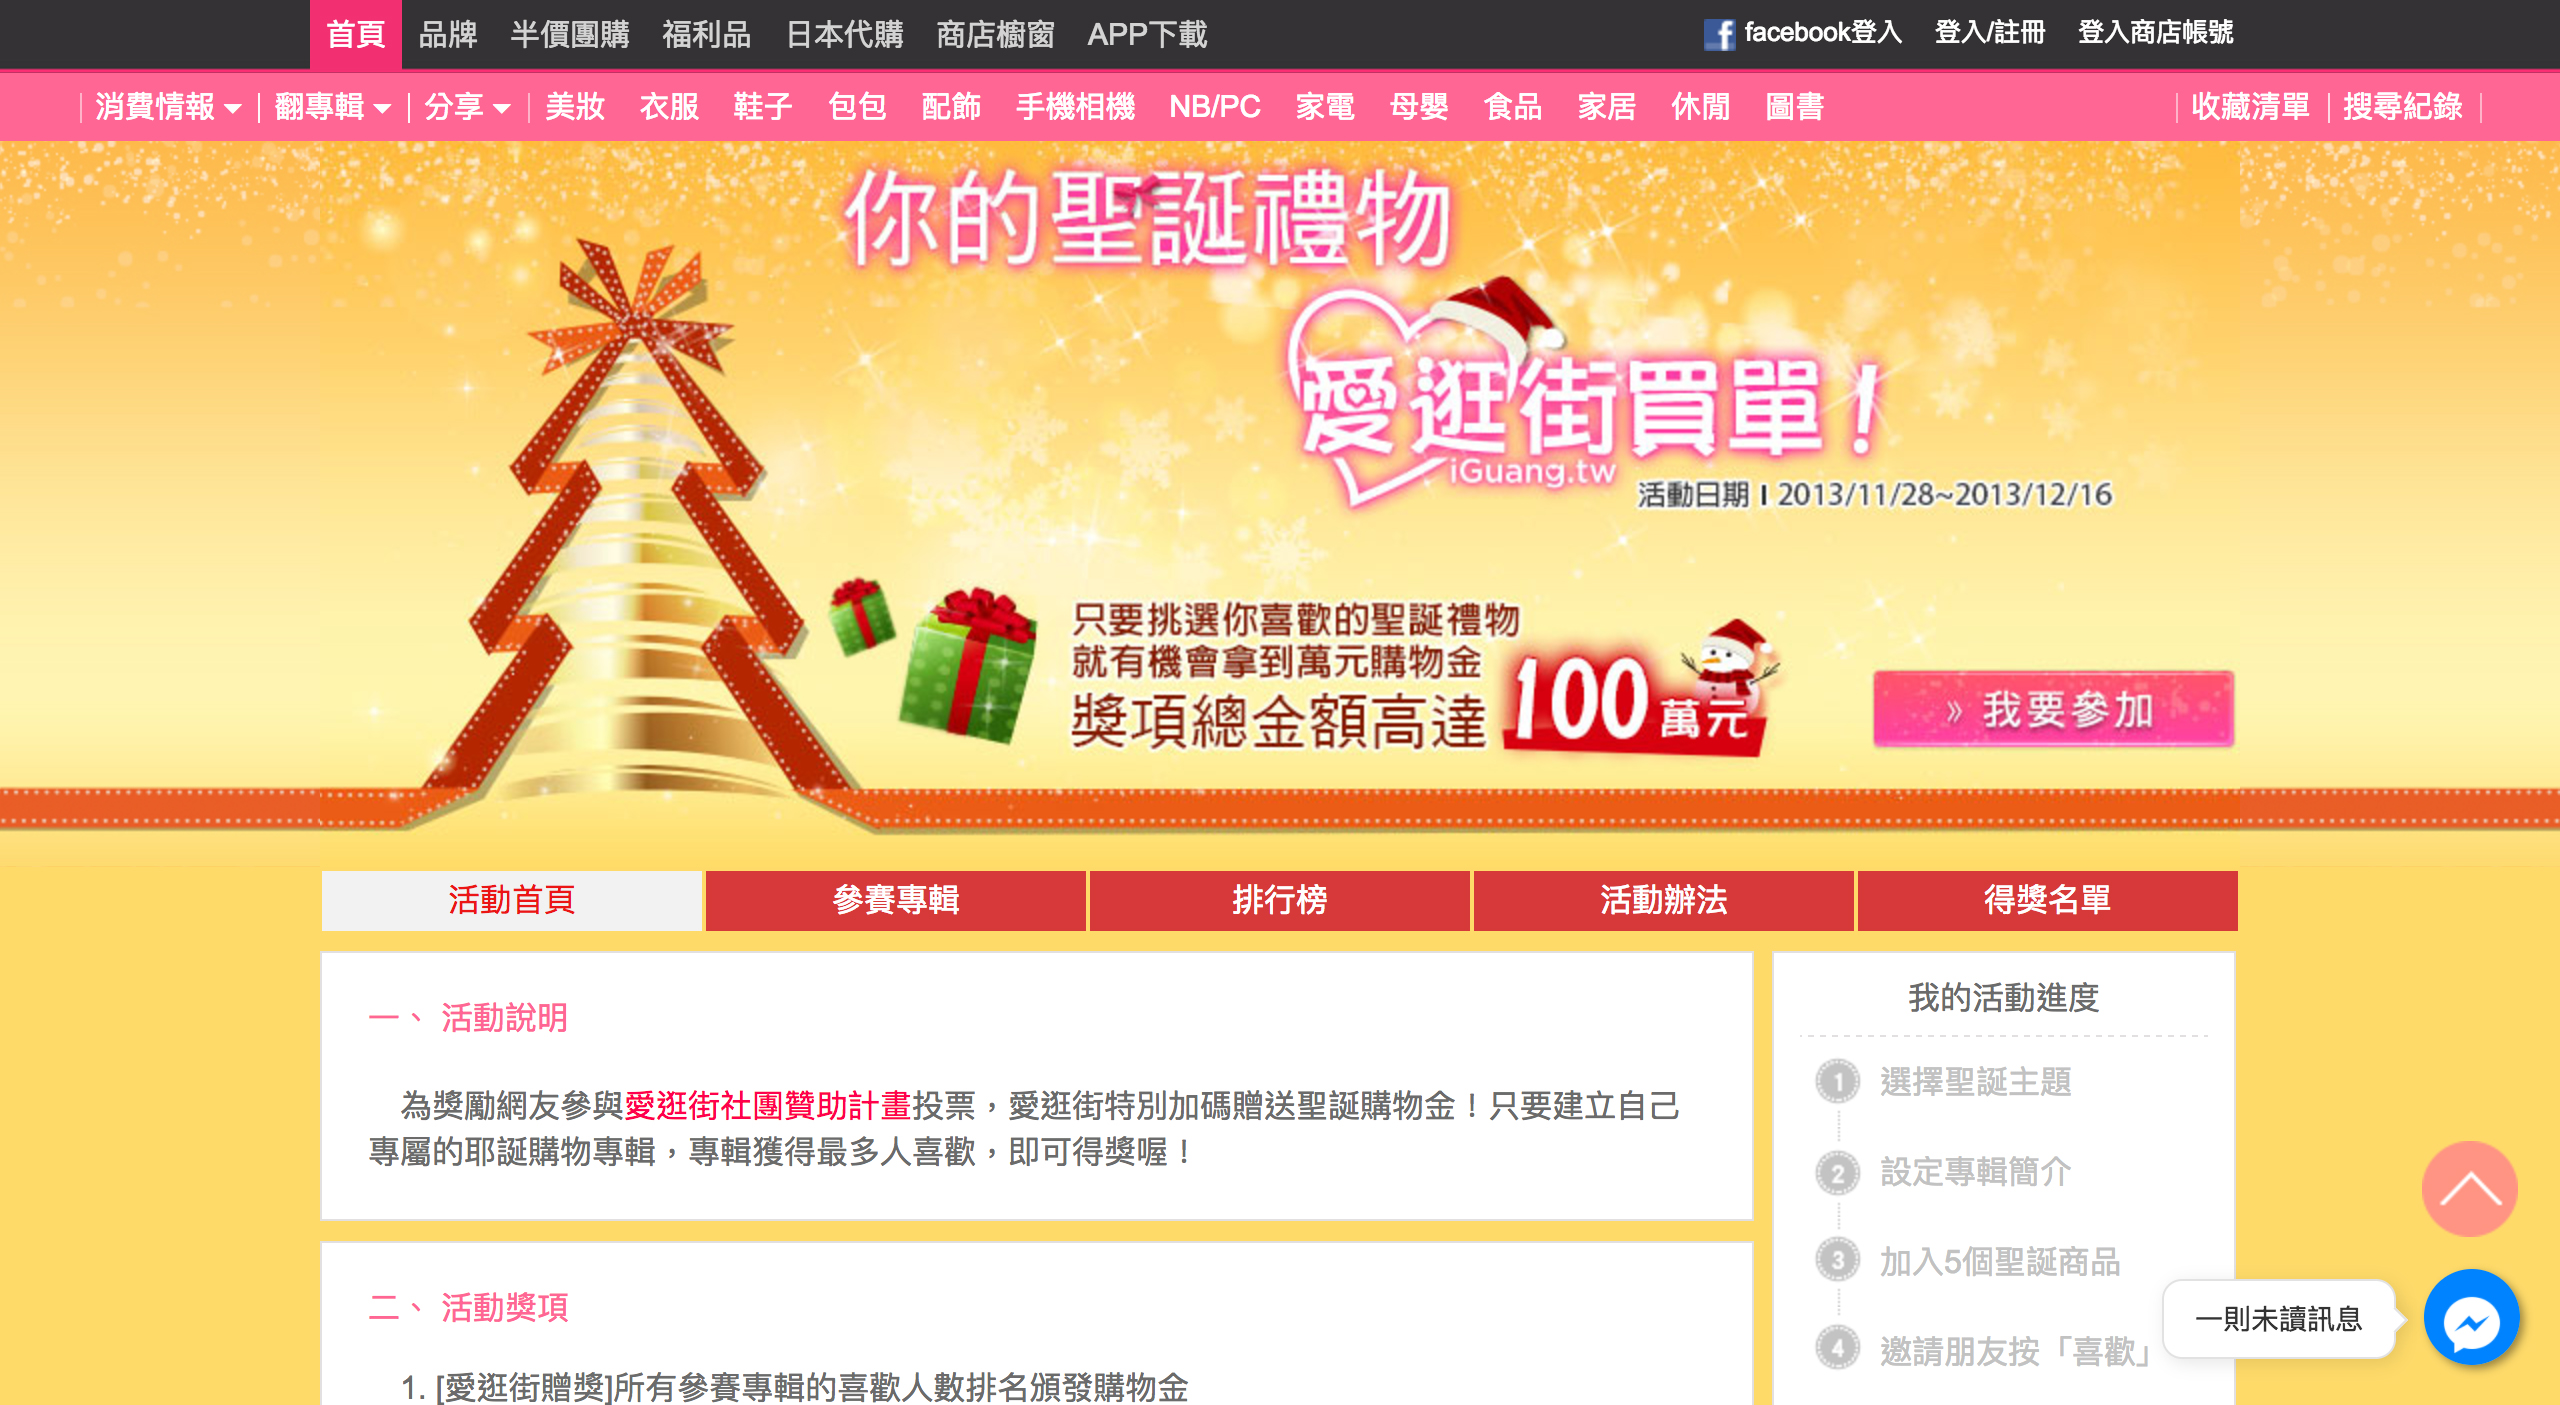 首頁 品牌 半價團購 福利品 日本代購 商店櫥窗 APP下載 facebook登入 登入/註冊 登入商店帳號
消費情報 翻專輯 分享 美妝 衣服 鞋子 包包 配飾 手機相機 NB/PC 家電 母嬰 食品 家居 休閒 圖書 收藏清單 搜尋紀錄
你的聖誕禮物
愛逛街買單！
iGuang.tw
活動日期 | 2013/11/28~2013/12/16
只要挑選你喜歡的聖誕禮物
就有機會拿到萬元購物金
獎項總金額高達 100 萬元
» 我要參加
活動首頁 參賽專輯 排行榜 活動辦法 得獎名單
一、 活動說明
為獎勵網友參與愛逛街社團贊助計畫投票，愛逛街特別加碼贈送聖誕購物金！只要建立自己
專屬的耶誕購物專輯，專輯獲得最多人喜歡，即可得獎喔！
二、 活動獎項
1. [愛逛街贈獎]所有參賽專輯的喜歡人數排名頒發購物金
我的活動進度
1 選擇聖誕主題
2 設定專輯簡介
3 加入5個聖誕商品
4 邀請朋友按「喜歡」
一則未讀訊息